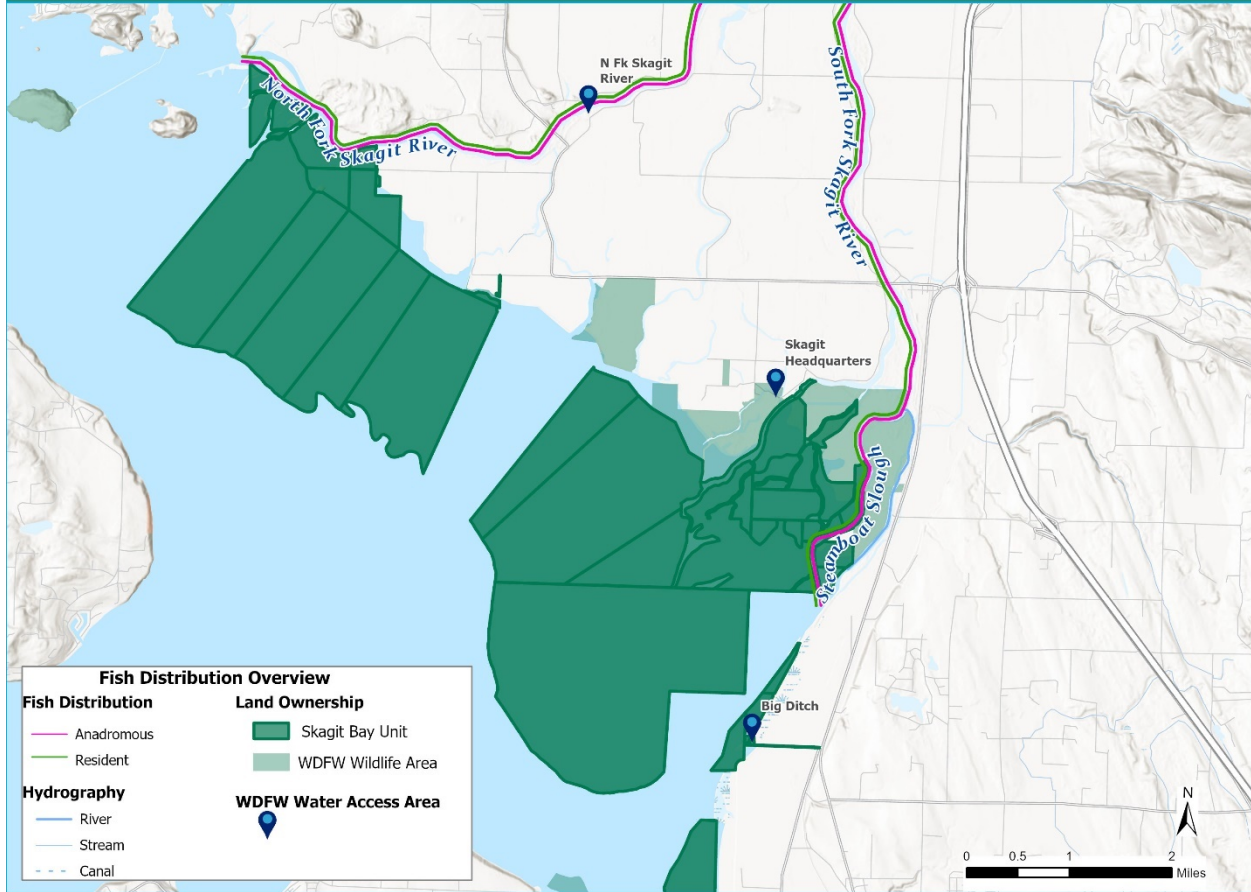 N Fk Skagit
River
North Fork
Skagit River
South Fork Skagit River
Skagit
Headquarters
Steamboat Slough
Big Ditch
Fish Distribution Overview
Fish Distribution
Anadromous
Resident
Hydrography
River
Stream
Canal
Land Ownership
Skagit Bay Unit
WDFW Wildlife Area
WDFW Water Access Area
N
0 0.5 1 2
Miles